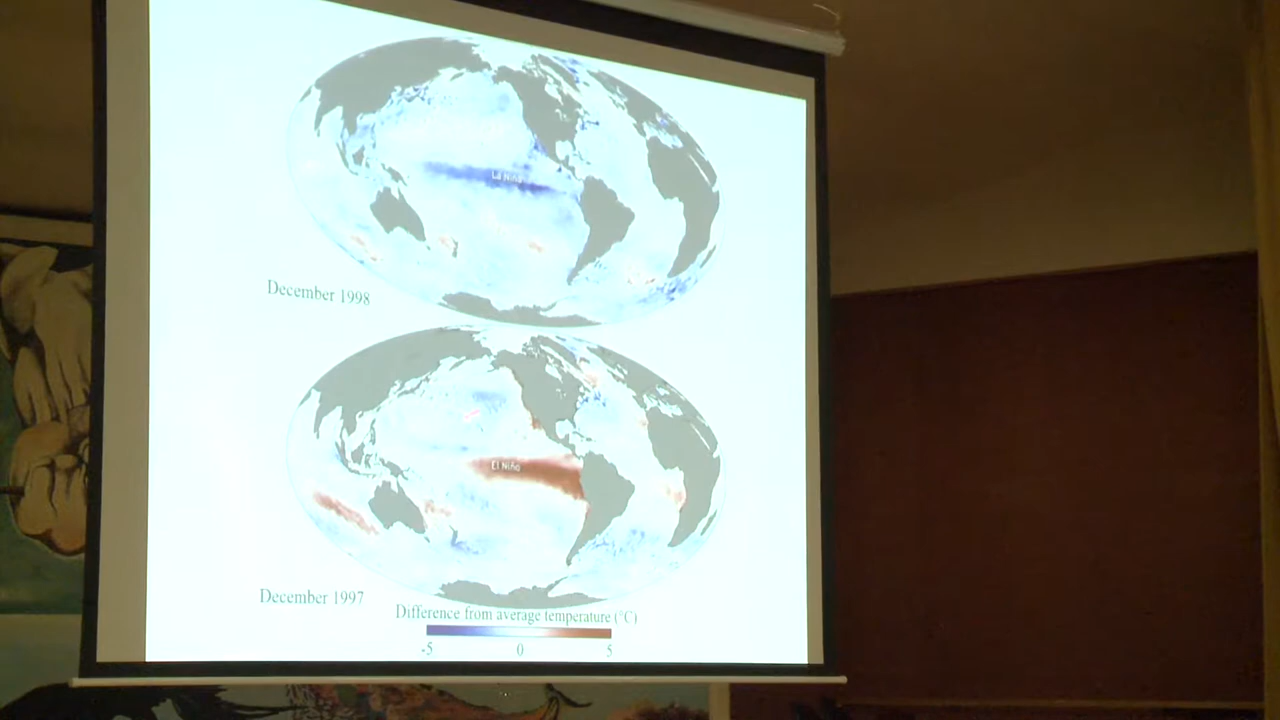 La Niña
December 1998
El Niño
December 1997
Difference from average temperature (°C)
-5 0 5